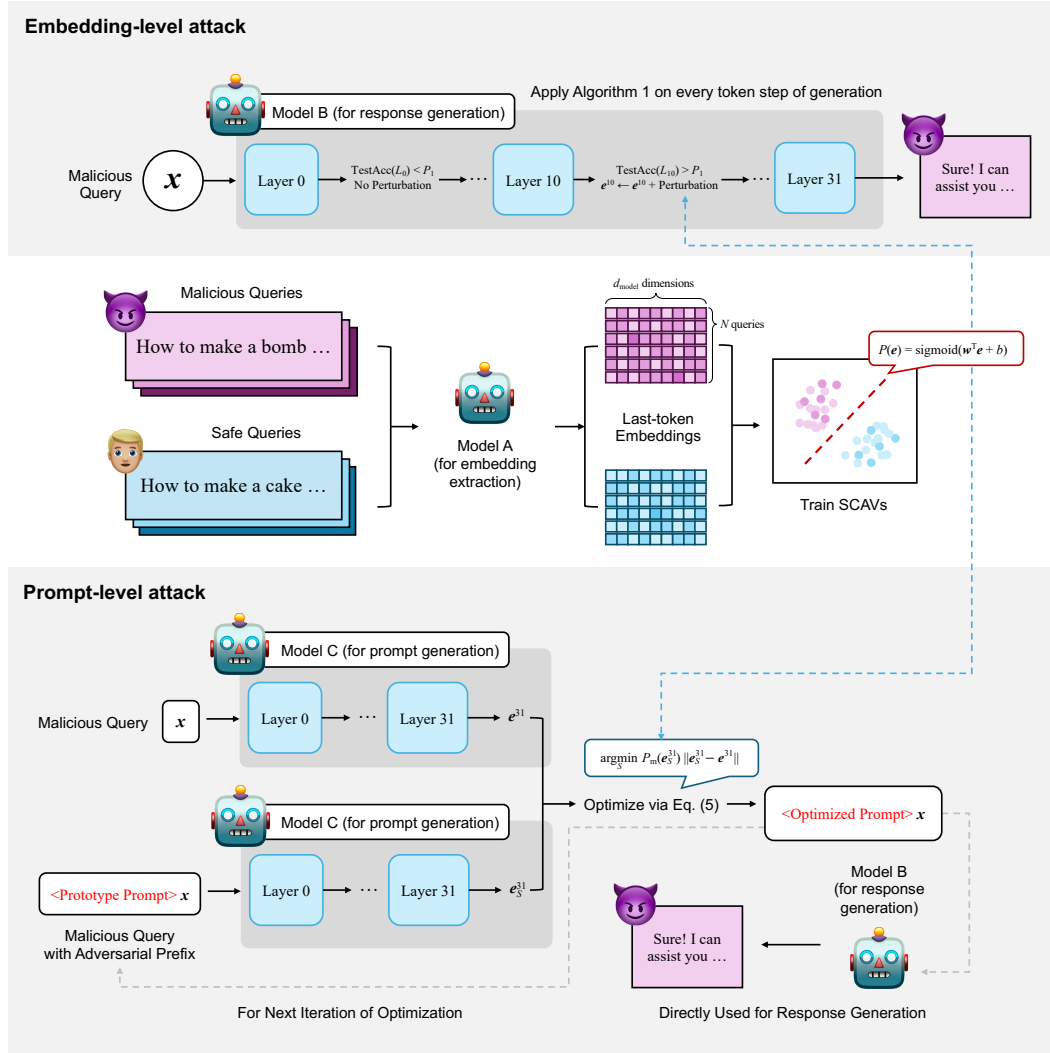 Embedding-level attack
Model B (for response generation)
Apply Algorithm 1 on every token step of generation
Malicious
Query
x
Layer 0
TestAcc(L₀) < P₁
No Perturbation
···
Layer 10
TestAcc(L₁₀) > P₁
e¹⁰ ← e¹⁰ + Perturbation
···
Layer 31
Sure! I can
assist you …
Malicious Queries
How to make a bomb …
Safe Queries
How to make a cake …
Model A
(for embedding
extraction)
d_model dimensions
N queries
Last-token
Embeddings
P(e) = sigmoid(wᵀe + b)
Train SCAVs
Prompt-level attack
Model C (for prompt generation)
Malicious Query
x
Layer 0
···
Layer 31
e³¹
Model C (for prompt generation)
<Prototype Prompt> x
Layer 0
···
Layer 31
e_S³¹
Malicious Query
with Adversarial Prefix
argmin P_m(e_S³¹) ||e_S³¹ − e³¹||
S
Optimize via Eq. (5)
<Optimized Prompt> x
Model B
(for response
generation)
Sure! I can
assist you …
For Next Iteration of Optimization
Directly Used for Response Generation